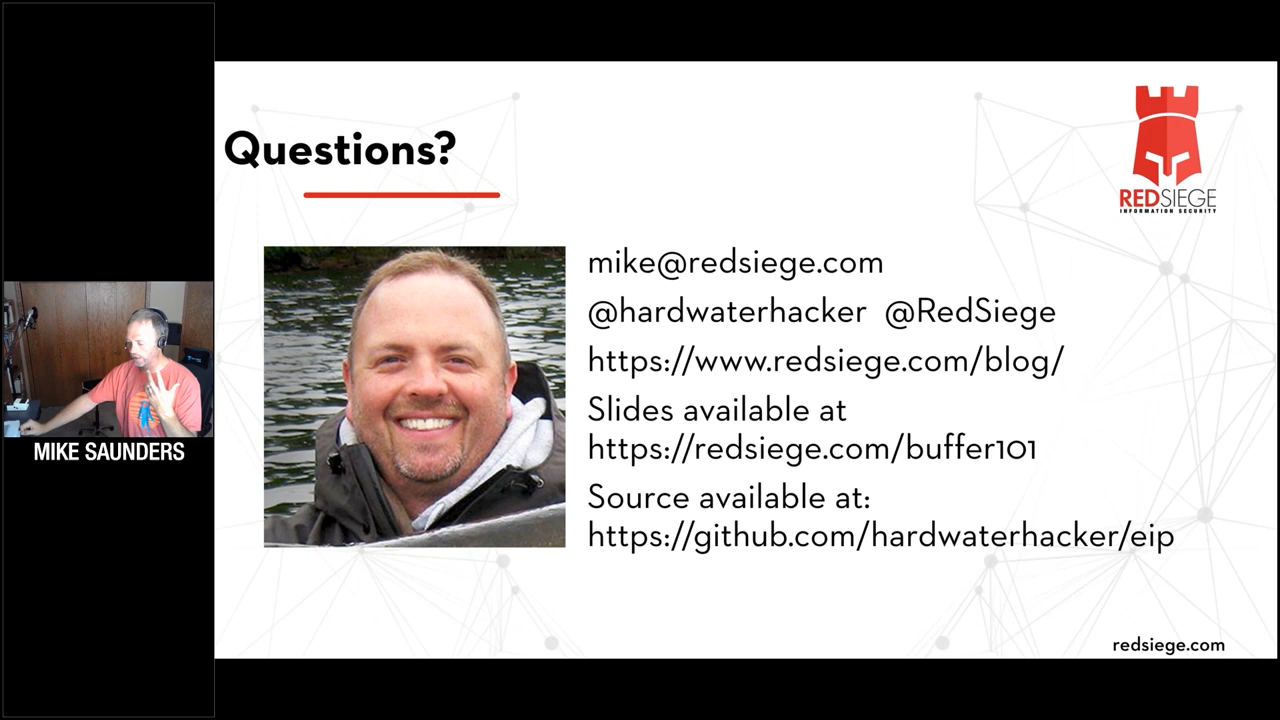 Questions?
REDSIEGE
INFORMATION SECURITY
mike@redsiege.com
@hardwaterhacker @RedSiege
https://www.redsiege.com/blog/
Slides available at
https://redsiege.com/buffer101
Source available at:
https://github.com/hardwaterhacker/eip
MIKE SAUNDERS
redsiege.com